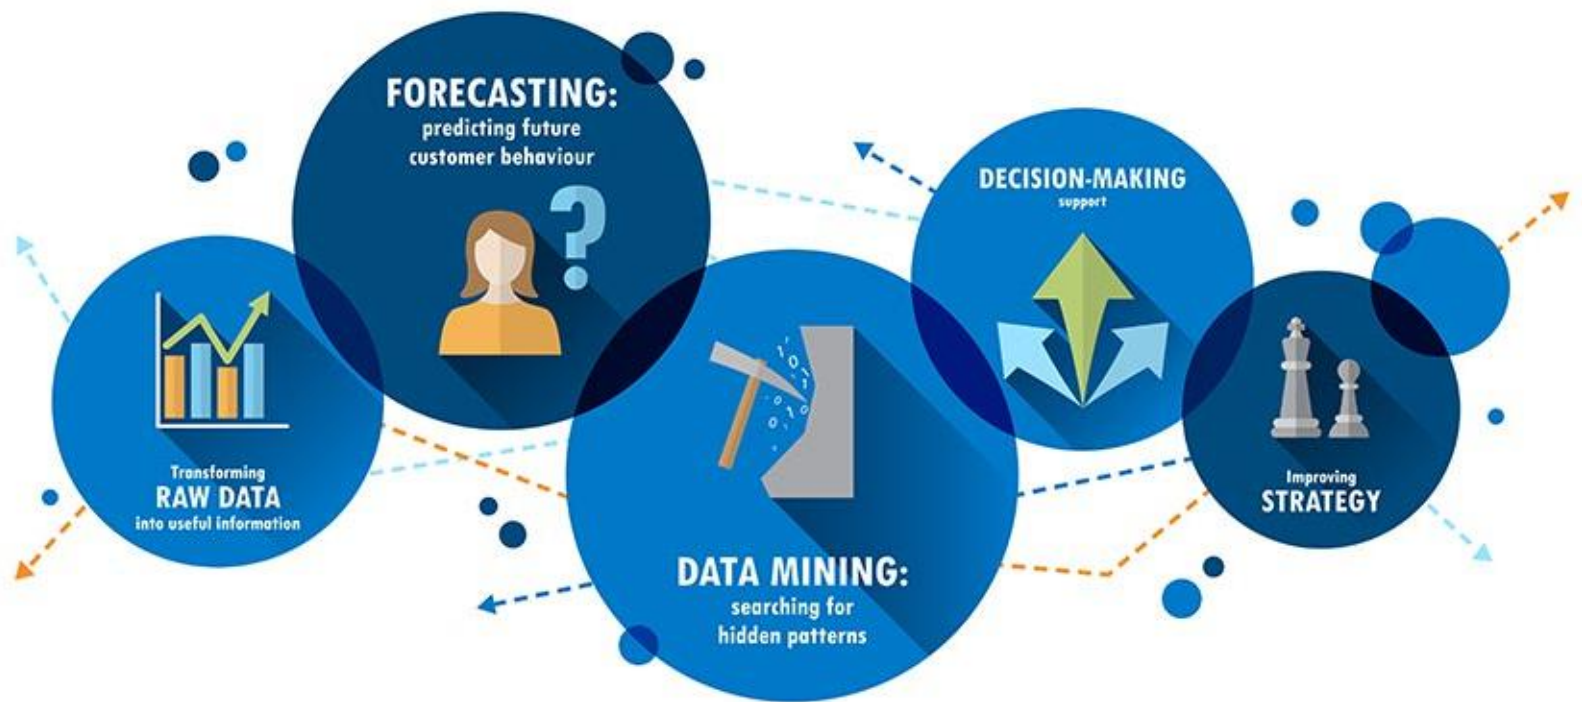 Transforming
RAW DATA
into useful information
FORECASTING:
predicting future
customer behaviour
DATA MINING:
searching for
hidden patterns
DECISION-MAKING
support
Improving
STRATEGY